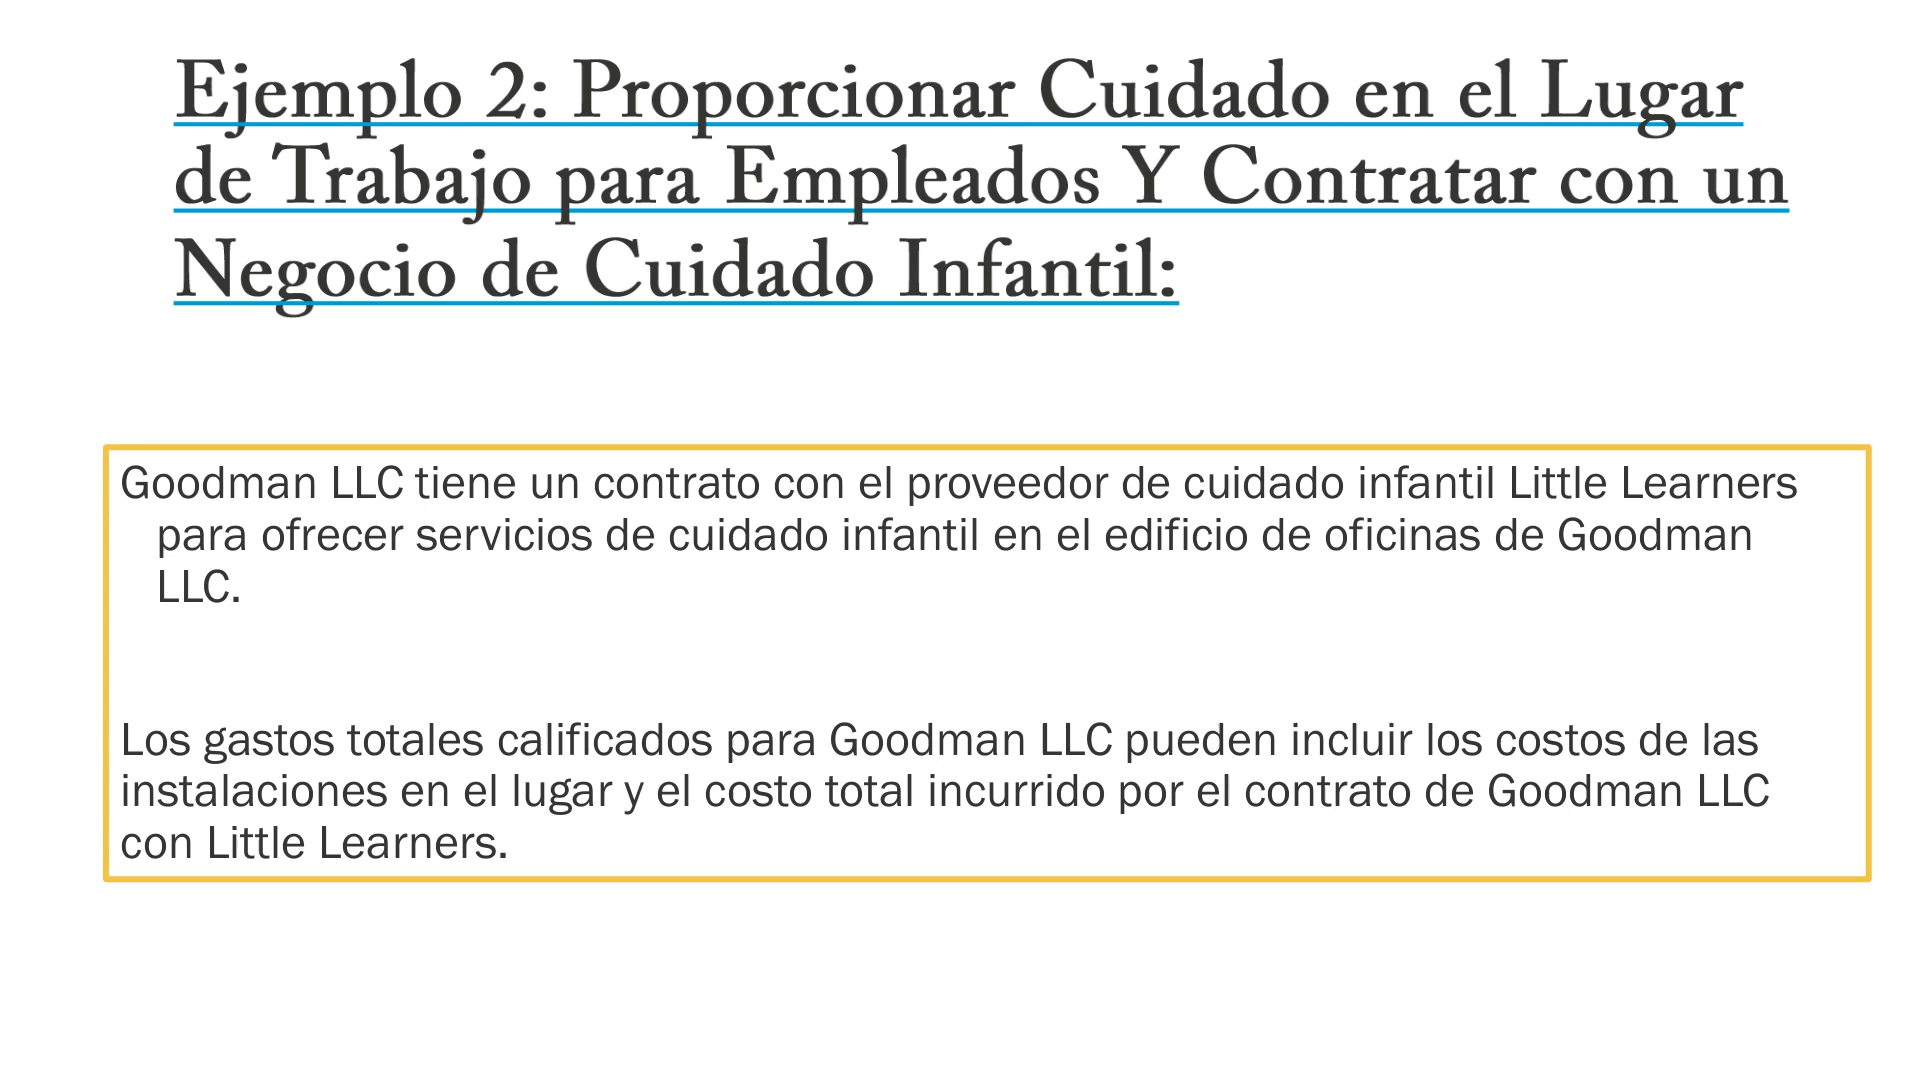 Ejemplo 2: Proporcionar Cuidado en el Lugar
de Trabajo para Empleados Y Contratar con un
Negocio de Cuidado Infantil:
Goodman LLC tiene un contrato con el proveedor de cuidado infantil Little Learners
para ofrecer servicios de cuidado infantil en el edificio de oficinas de Goodman
LLC.
Los gastos totales calificados para Goodman LLC pueden incluir los costos de las
instalaciones en el lugar y el costo total incurrido por el contrato de Goodman LLC
con Little Learners.